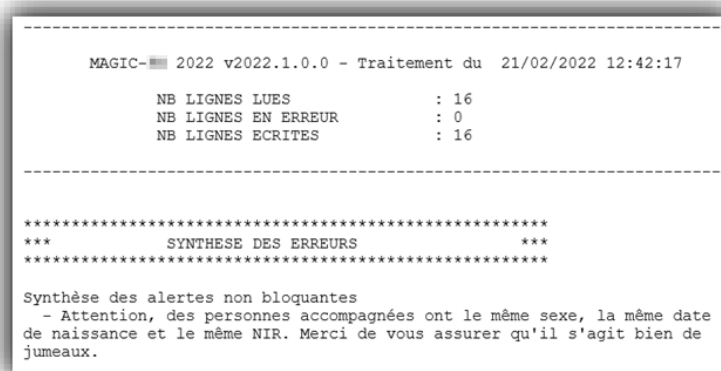 --------------------------------------------------------------------------
MAGIC- 2022 v2022.1.0.0 - Traitement du 21/02/2022 12:42:17
NB LIGNES LUES : 16
NB LIGNES EN ERREUR : 0
NB LIGNES ECRITES : 16
--------------------------------------------------------------------------
*******************************************************
*** SYNTHESE DES ERREURS ***
*******************************************************
Synthèse des alertes non bloquantes
- Attention, des personnes accompagnées ont le même sexe, la même date
de naissance et le même NIR. Merci de vous assurer qu'il s'agit bien de
jumeaux.